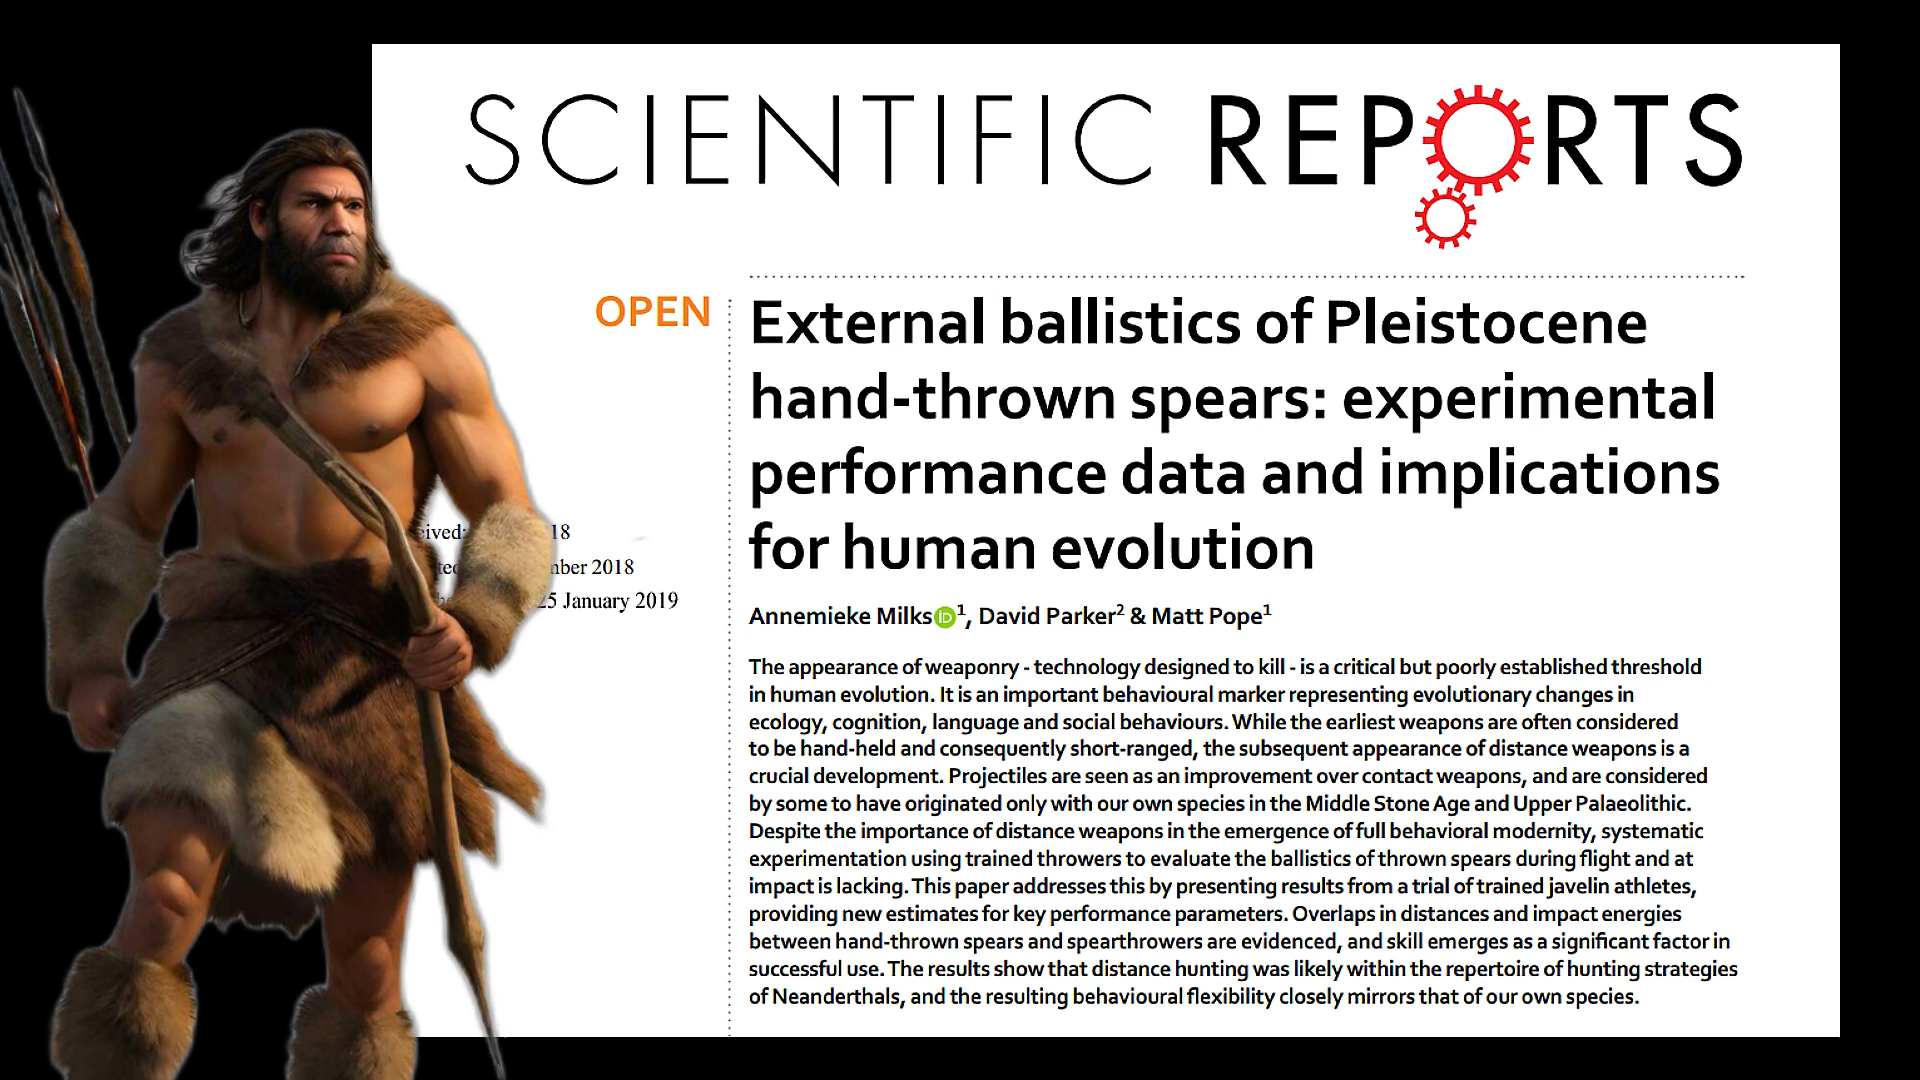 SCIENTIFIC REPORTS
OPEN
External ballistics of Pleistocene
hand-thrown spears: experimental
performance data and implications
for human evolution
18
2018
25 January 2019
Annemieke Milks iD 1, David Parker2 & Matt Pope1
The appearance of weaponry - technology designed to kill - is a critical but poorly established threshold
in human evolution. It is an important behavioural marker representing evolutionary changes in
ecology, cognition, language and social behaviours. While the earliest weapons are often considered
to be hand-held and consequently short-ranged, the subsequent appearance of distance weapons is a
crucial development. Projectiles are seen as an improvement over contact weapons, and are considered
by some to have originated only with our own species in the Middle Stone Age and Upper Palaeolithic.
Despite the importance of distance weapons in the emergence of full behavioral modernity, systematic
experimentation using trained throwers to evaluate the ballistics of thrown spears during flight and at
impact is lacking. This paper addresses this by presenting results from a trial of trained javelin athletes,
providing new estimates for key performance parameters. Overlaps in distances and impact energies
between hand-thrown spears and spearthrowers are evidenced, and skill emerges as a significant factor in
successful use. The results show that distance hunting was likely within the repertoire of hunting strategies
of Neanderthals, and the resulting behavioural flexibility closely mirrors that of our own species.